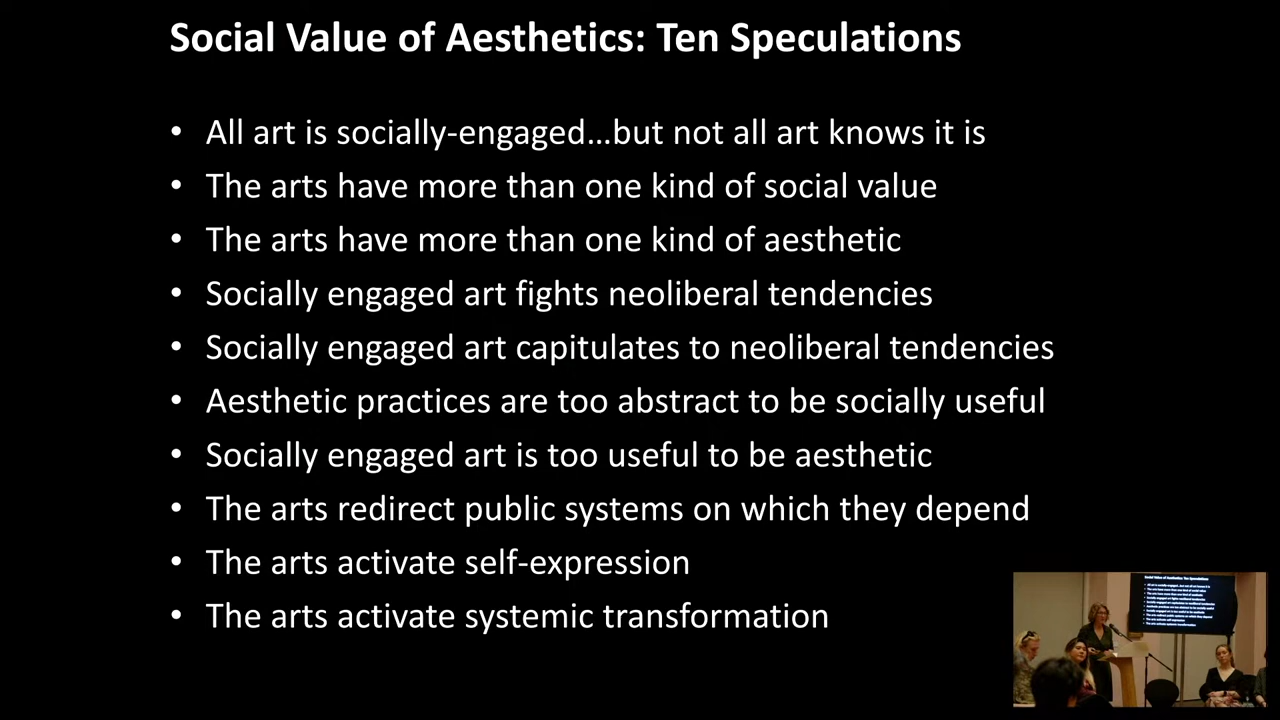 Social Value of Aesthetics: Ten Speculations
• All art is socially-engaged...but not all art knows it is
• The arts have more than one kind of social value
• The arts have more than one kind of aesthetic
• Socially engaged art fights neoliberal tendencies
• Socially engaged art capitulates to neoliberal tendencies
• Aesthetic practices are too abstract to be socially useful
• Socially engaged art is too useful to be aesthetic
• The arts redirect public systems on which they depend
• The arts activate self-expression
• The arts activate systemic transformation